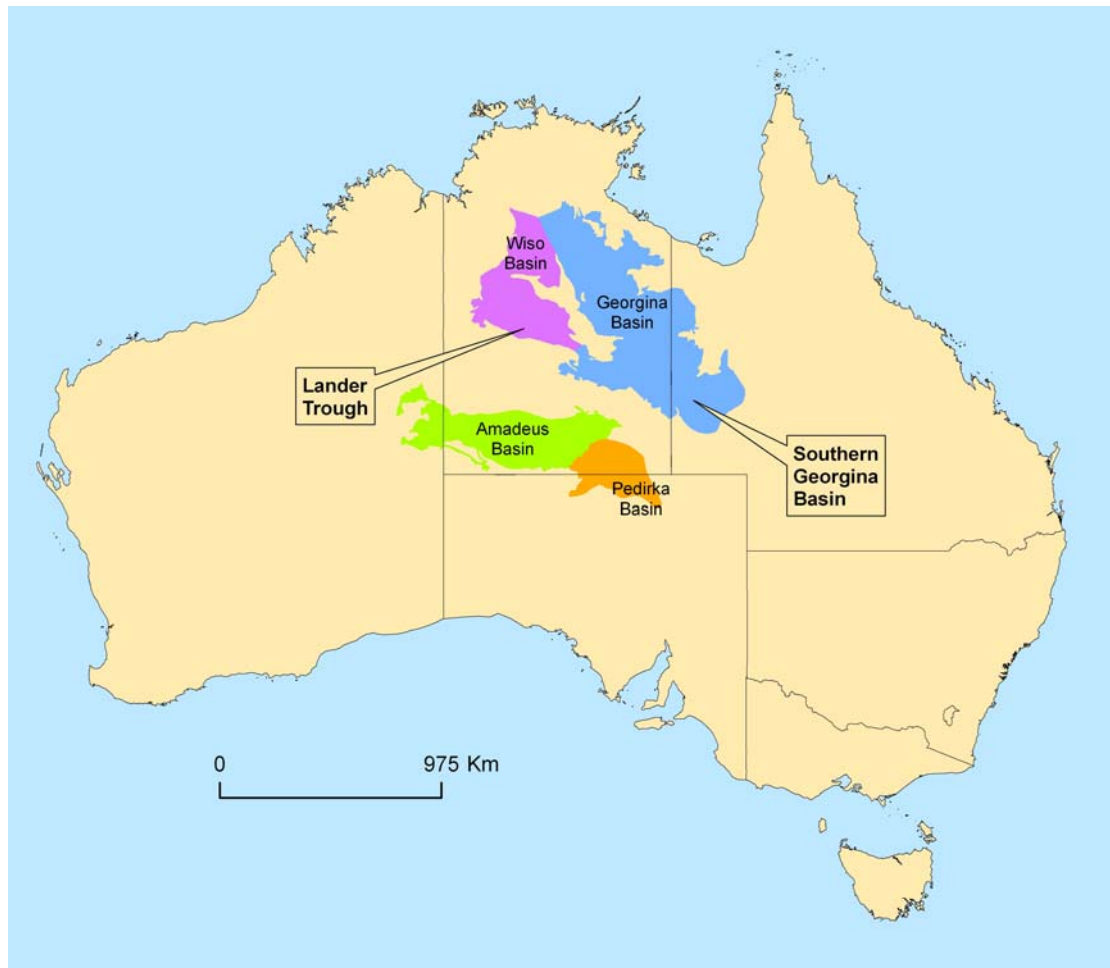 Wiso
Basin
Georgina
Basin
Lander
Trough
Amadeus
Basin
Southern
Georgina
Basin
Pedirka
Basin
0 975 Km